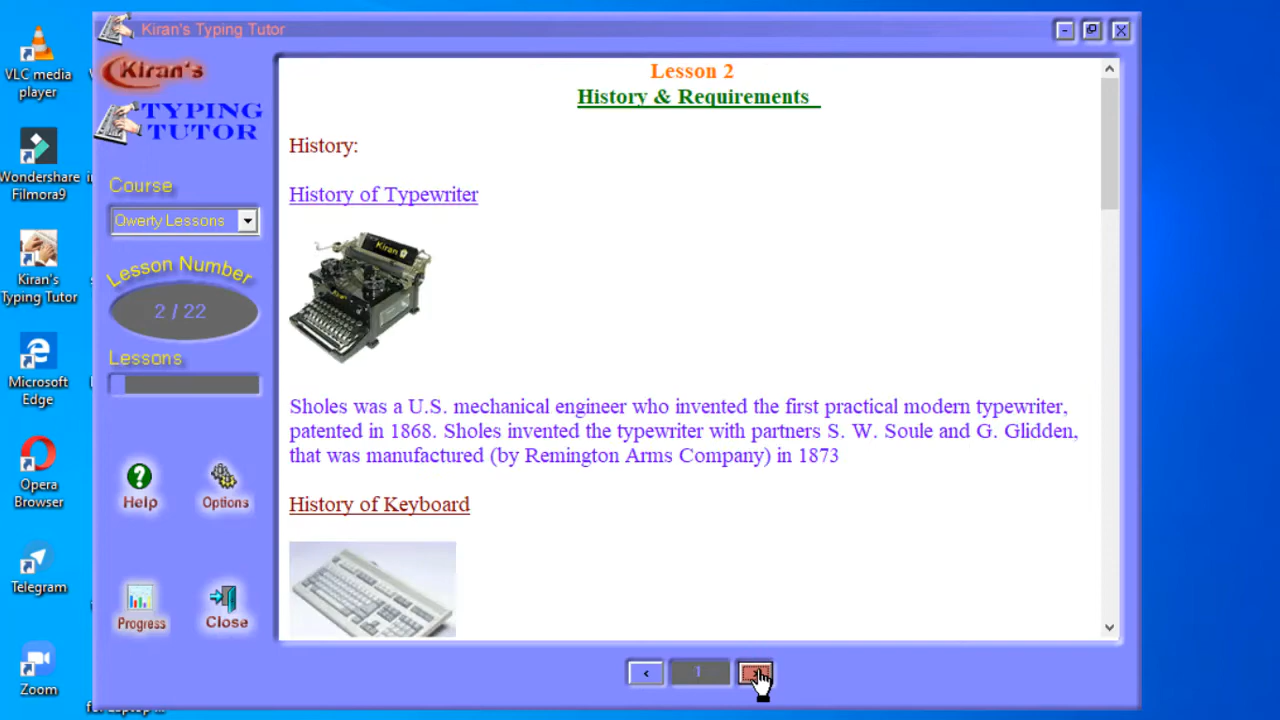 Kiran's Typing Tutor
VLC media
player
Wondershare
Filmora9
Kiran's
Typing Tutor
Microsoft
Edge
Opera
Browser
Telegram
Zoom
Kiran's
TYPING
TUTOR
Course
Qwerty Lessons
Lesson Number
2 / 22
Lessons
Help
Options
Progress
Close
Lesson 2
History & Requirements
History:
History of Typewriter
Kiran
Sholes was a U.S. mechanical engineer who invented the first practical modern typewriter,
patented in 1868. Sholes invented the typewriter with partners S. W. Soule and G. Glidden,
that was manufactured (by Remington Arms Company) in 1873
History of Keyboard
‹ 1